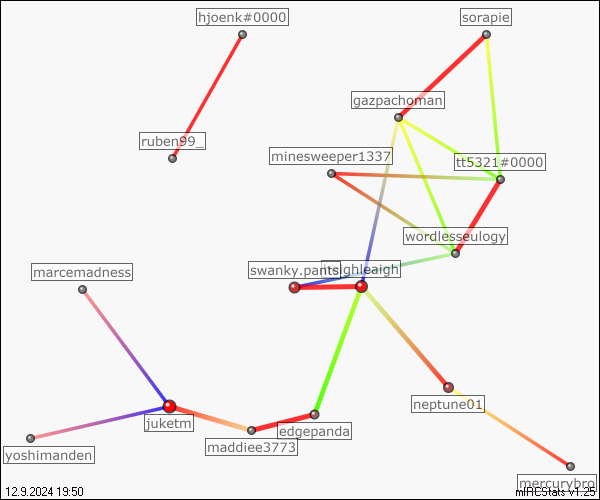 hjoenk#0000
sorapie
gazpachoman
ruben99_
minesweeper1337
tt5321#0000
wordlesseulogy
swanky.pants
itsighleaigh
marcemadness
neptune01
juketm
edgepanda
maddiee3773
yoshimanden
mercurybro
12.9.2024 19:50
mIRCStats v1.25